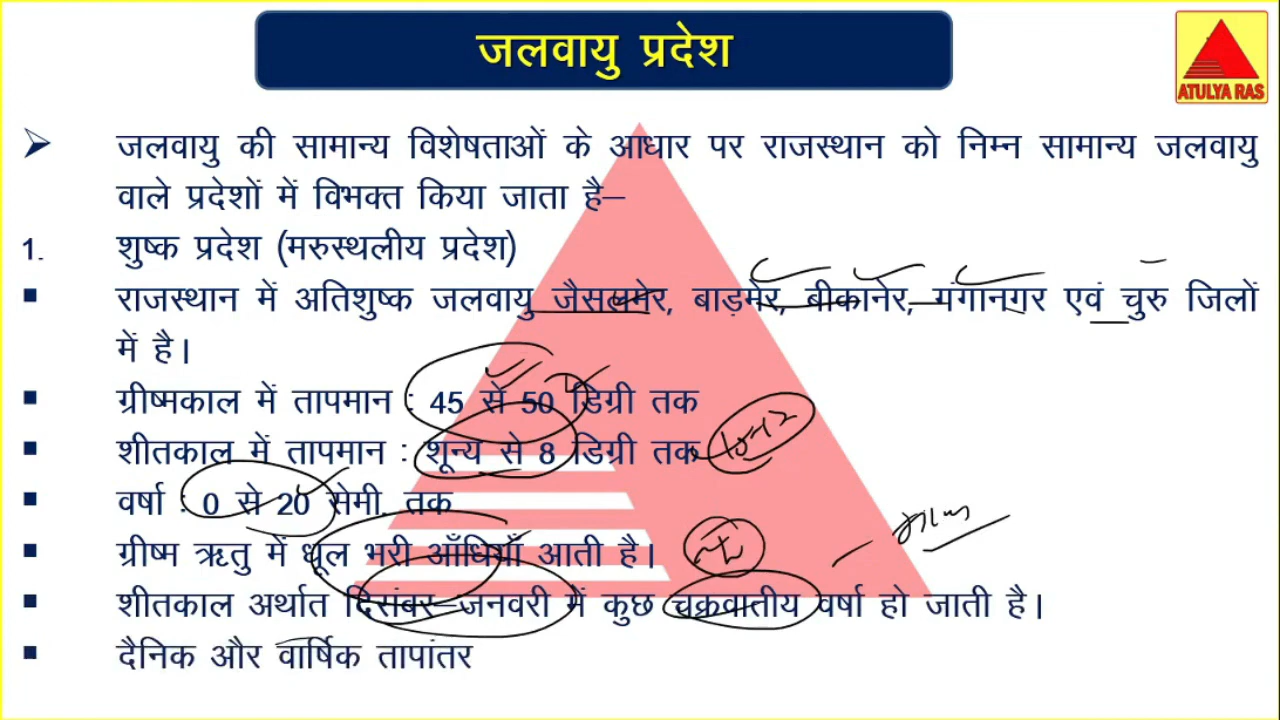 जलवायु प्रदेश
ATULYA RAS
➢ जलवायु की सामान्य विशेषताओं के आधार पर राजस्थान को निम्न सामान्य जलवायु
वाले प्रदेशों में विभक्त किया जाता है–
1. शुष्क प्रदेश (मरुस्थलीय प्रदेश)
▪ राजस्थान में अतिशुष्क जलवायु जैसलमेर, बाड़मेर, बीकानेर, गंगानगर एवं चुरु जिलों
में है।
▪ ग्रीष्मकाल में तापमान : 45 से 50 डिग्री तक
▪ शीतकाल में तापमान : शून्य से 8 डिग्री तक 10-12
▪ वर्षा : 0 से 20 सेमी. तक
▪ ग्रीष्म ऋतु में धूल भरी आँधियाँ आती है।
▪ शीतकाल अर्थात दिसंबर–जनवरी में कुछ चक्रवातीय वर्षा हो जाती है।
▪ दैनिक और वार्षिक तापांतर